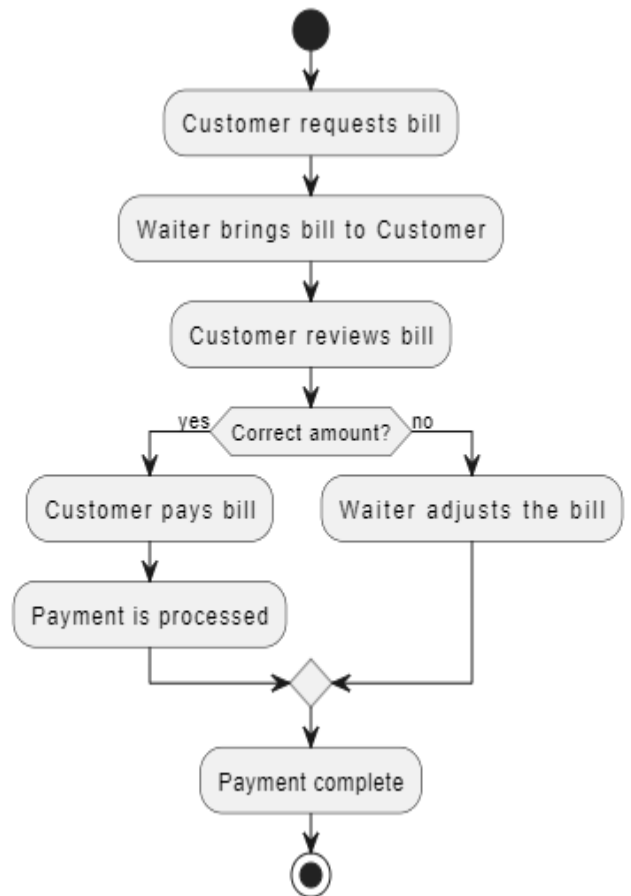 Customer requests bill
Waiter brings bill to Customer
Customer reviews bill
yes
Correct amount?
no
Customer pays bill
Waiter adjusts the bill
Payment is processed
Payment complete